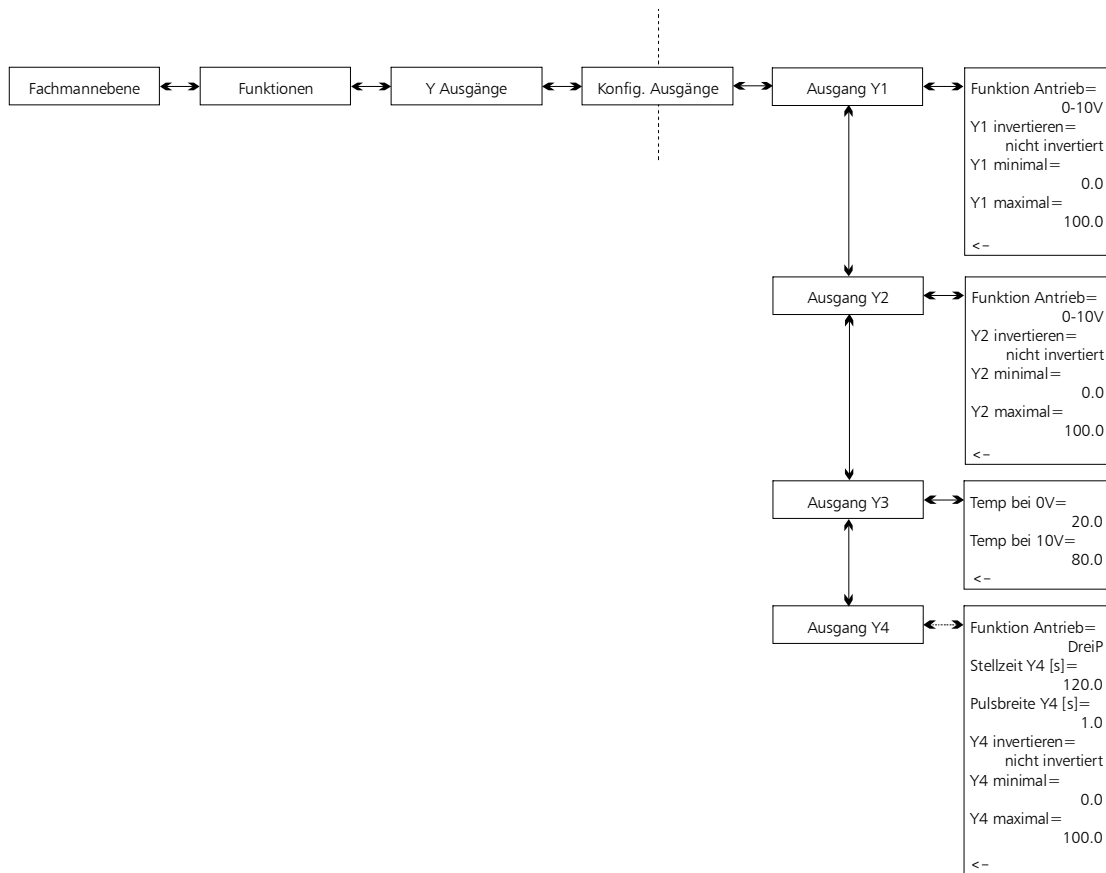 Fachmannebene
Funktionen
Y Ausgänge
Konfig. Ausgänge
Ausgang Y1
Funktion Antrieb=
0-10V
Y1 invertieren=
nicht invertiert
Y1 minimal=
0.0
Y1 maximal=
100.0
<-
Ausgang Y2
Funktion Antrieb=
0-10V
Y2 invertieren=
nicht invertiert
Y2 minimal=
0.0
Y2 maximal=
100.0
<-
Ausgang Y3
Temp bei 0V=
20.0
Temp bei 10V=
80.0
<-
Ausgang Y4
Funktion Antrieb=
DreiP
Stellzeit Y4 [s]=
120.0
Pulsbreite Y4 [s]=
1.0
Y4 invertieren=
nicht invertiert
Y4 minimal=
0.0
Y4 maximal=
100.0
<-